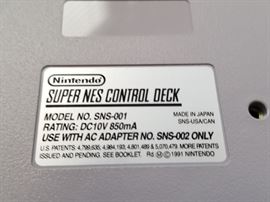 Nintendo
SUPER NES CONTROL DECK
MODEL NO. SNS-001
MADE IN JAPAN
RATING: DC10V 850mA
SNS-USA/CAN
USE WITH AC ADAPTER NO. SNS-002 ONLY
U.S. PATENTS: 4,799,635; 4,984,193; 4,801,489 & 5,070,479. MORE PATENTS
ISSUED AND PENDING. SEE BOOKLET. Rd Ⓜ Ⓒ 1991 NINTENDO